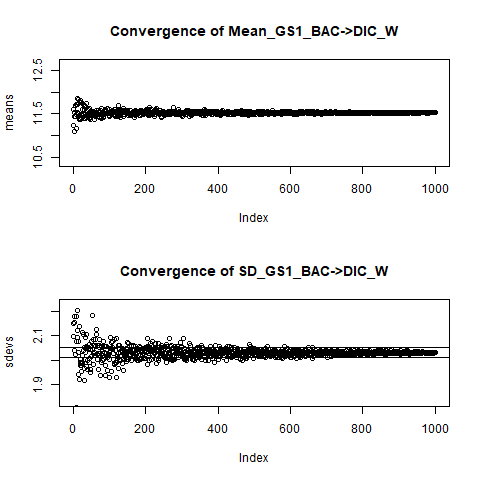 Convergence of Mean_GS1_BAC->DIC_W
means
12.5
11.5
10.5
0 200 400 600 800 1000
Index
Convergence of SD_GS1_BAC->DIC_W
sdevs
2.1
1.9
0 200 400 600 800 1000
Index